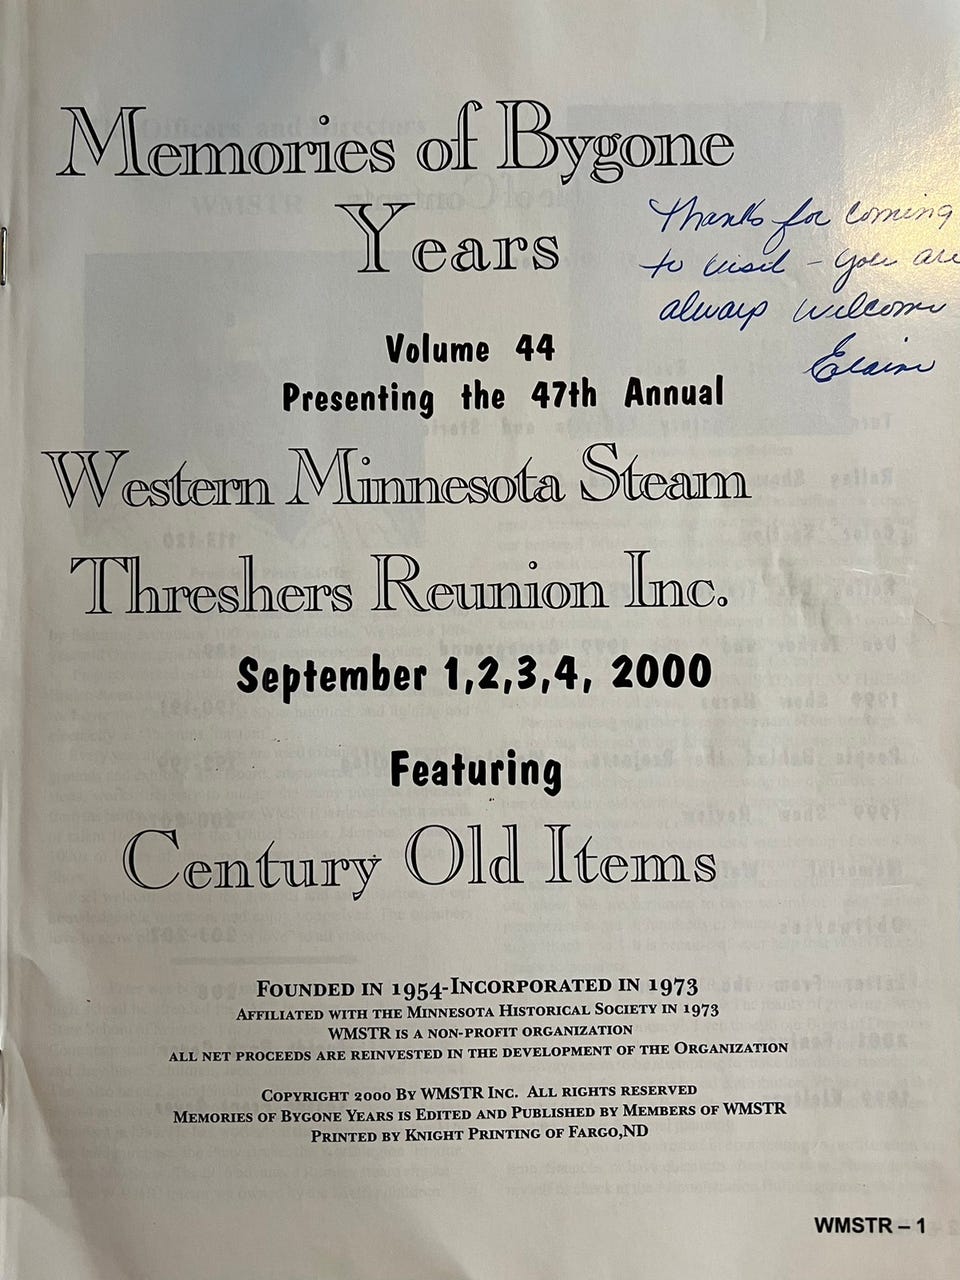 Memories of Bygone
Years
Thanks for coming
to visit - you are
always welcome
Elaine
Volume 44
Presenting the 47th Annual
Western Minnesota Steam
Threshers Reunion Inc.
September 1,2,3,4, 2000
Featuring
Century Old Items
Founded in 1954-Incorporated in 1973
Affiliated with the Minnesota Historical Society in 1973
WMSTR is a non-profit organization
all net proceeds are reinvested in the development of the Organization
Copyright 2000 By WMSTR Inc. All rights reserved
Memories of Bygone Years is Edited and Published by Members of WMSTR
Printed by Knight Printing of Fargo,ND
WMSTR – 1